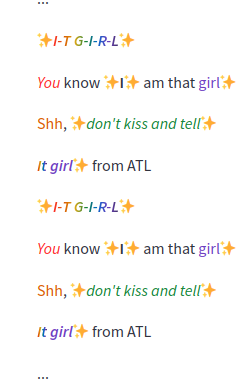 ...
✨I-T G-I-R-L✨
You know ✨I✨ am that girl✨
Shh, ✨don't kiss and tell✨
It girl✨ from ATL
✨I-T G-I-R-L✨
You know ✨I✨ am that girl✨
Shh, ✨don't kiss and tell✨
It girl✨ from ATL
...